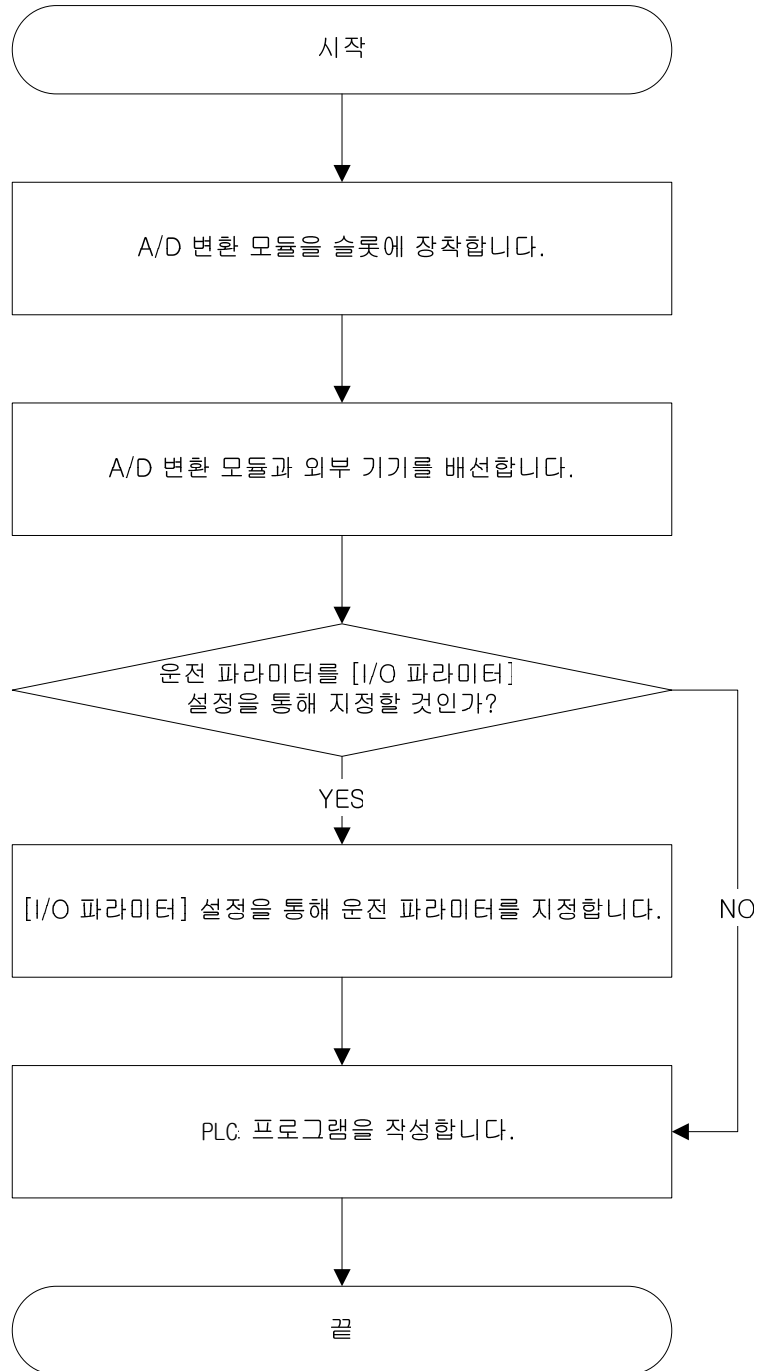 시작
A/D 변환 모듈을 슬롯에 장착합니다.
A/D 변환 모듈과 외부 기기를 배선합니다.
운전 파라미터를 [I/O 파라미터]
설정을 통해 지정할 것인가?
YES
[I/O 파라미터] 설정을 통해 운전 파라미터를 지정합니다.
NO
PLC: 프로그램을 작성합니다.
끝